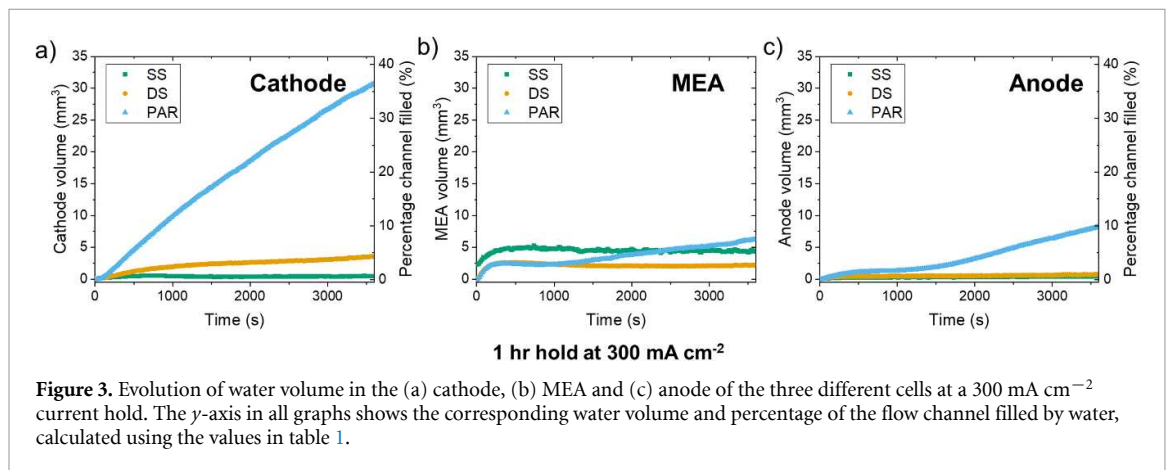 a)
Cathode
SS
DS
PAR
35
30
25
20
15
10
5
0
Cathode volume (mm³)
0 1000 2000 3000
Time (s)
40
30
20
10
0
Percentage channel filled (%)
b)
MEA
SS
DS
PAR
35
30
25
20
15
10
5
0
MEA volume (mm³)
0 1000 2000 3000
Time (s)
c)
Anode
SS
DS
PAR
35
30
25
20
15
10
5
0
Anode volume (mm³)
0 1000 2000 3000
Time (s)
40
30
20
10
0
Percentage channel filled (%)
1 hr hold at 300 mA cm⁻²
Figure 3. Evolution of water volume in the (a) cathode, (b) MEA and (c) anode of the three different cells at a 300 mA cm⁻²
current hold. The y-axis in all graphs shows the corresponding water volume and percentage of the flow channel filled by water,
calculated using the values in table 1.